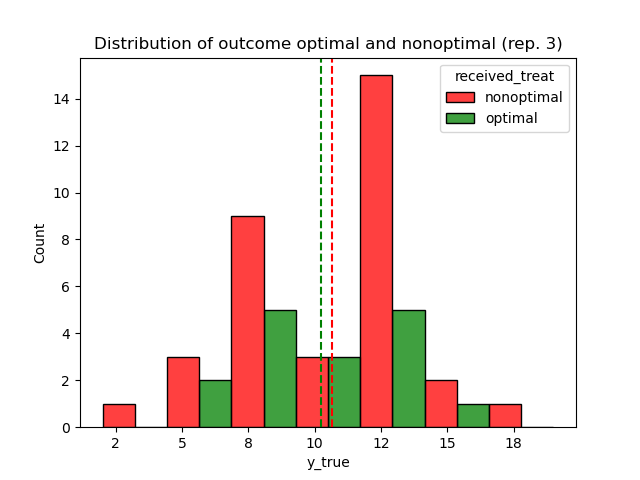 Distribution of outcome optimal and nonoptimal (rep. 3)
received_treat
nonoptimal
optimal
Count
14
12
10
8
6
4
2
0
2 5 8 10 12 15 18
y_true